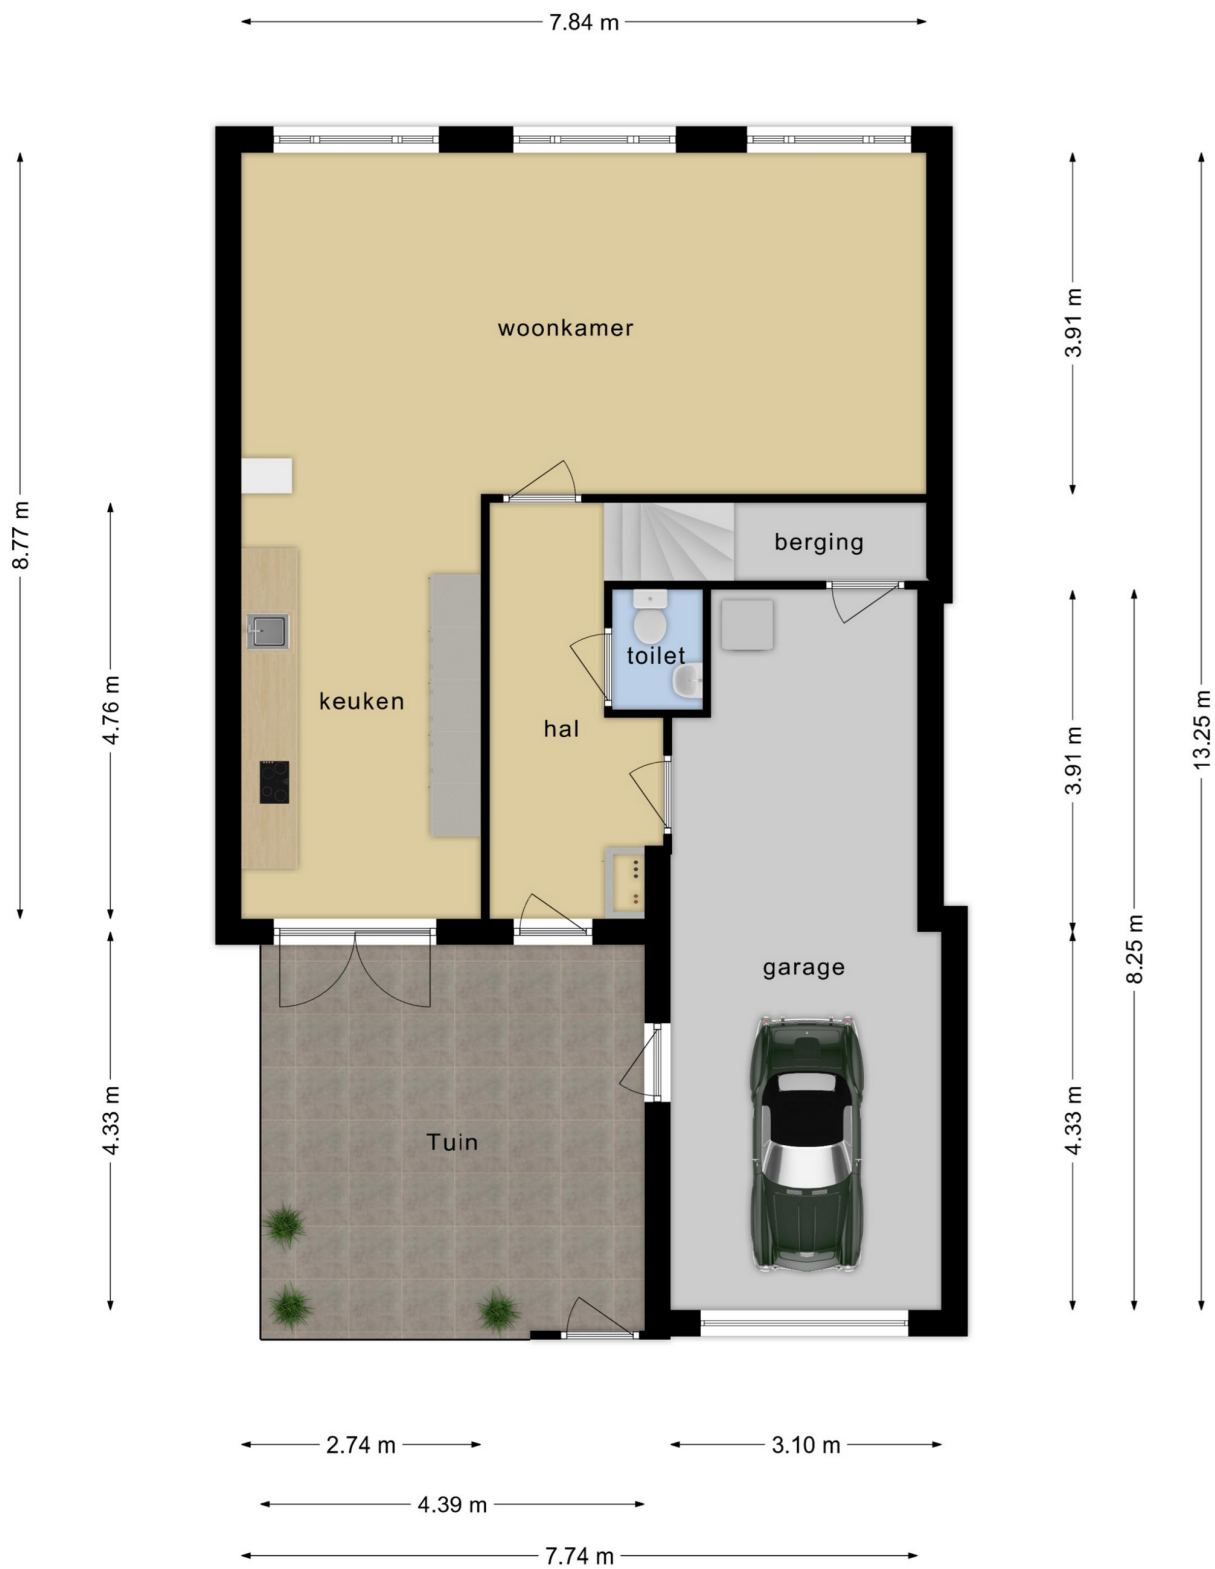 7.84 m
woonkamer
3.91 m
8.77 m
berging
toilet
keuken
hal
4.76 m
3.91 m
13.25 m
8.25 m
garage
4.33 m
Tuin
4.33 m
2.74 m
3.10 m
4.39 m
7.74 m